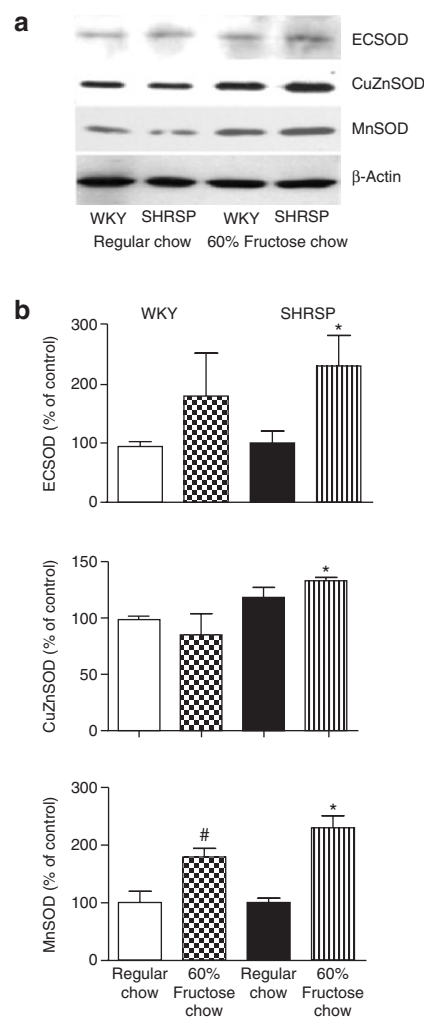 a
ECSOD
CuZnSOD
MnSOD
β-Actin
WKY SHRSP WKY SHRSP
Regular chow 60% Fructose chow
b
WKY SHRSP
300
*
200
100
0
ECSOD (% of control)
150
*
100
50
0
CuZnSOD (% of control)
300
*
#
200
100
0
MnSOD (% of control)
Regular 60% Regular 60%
chow Fructose chow Fructose
chow chow